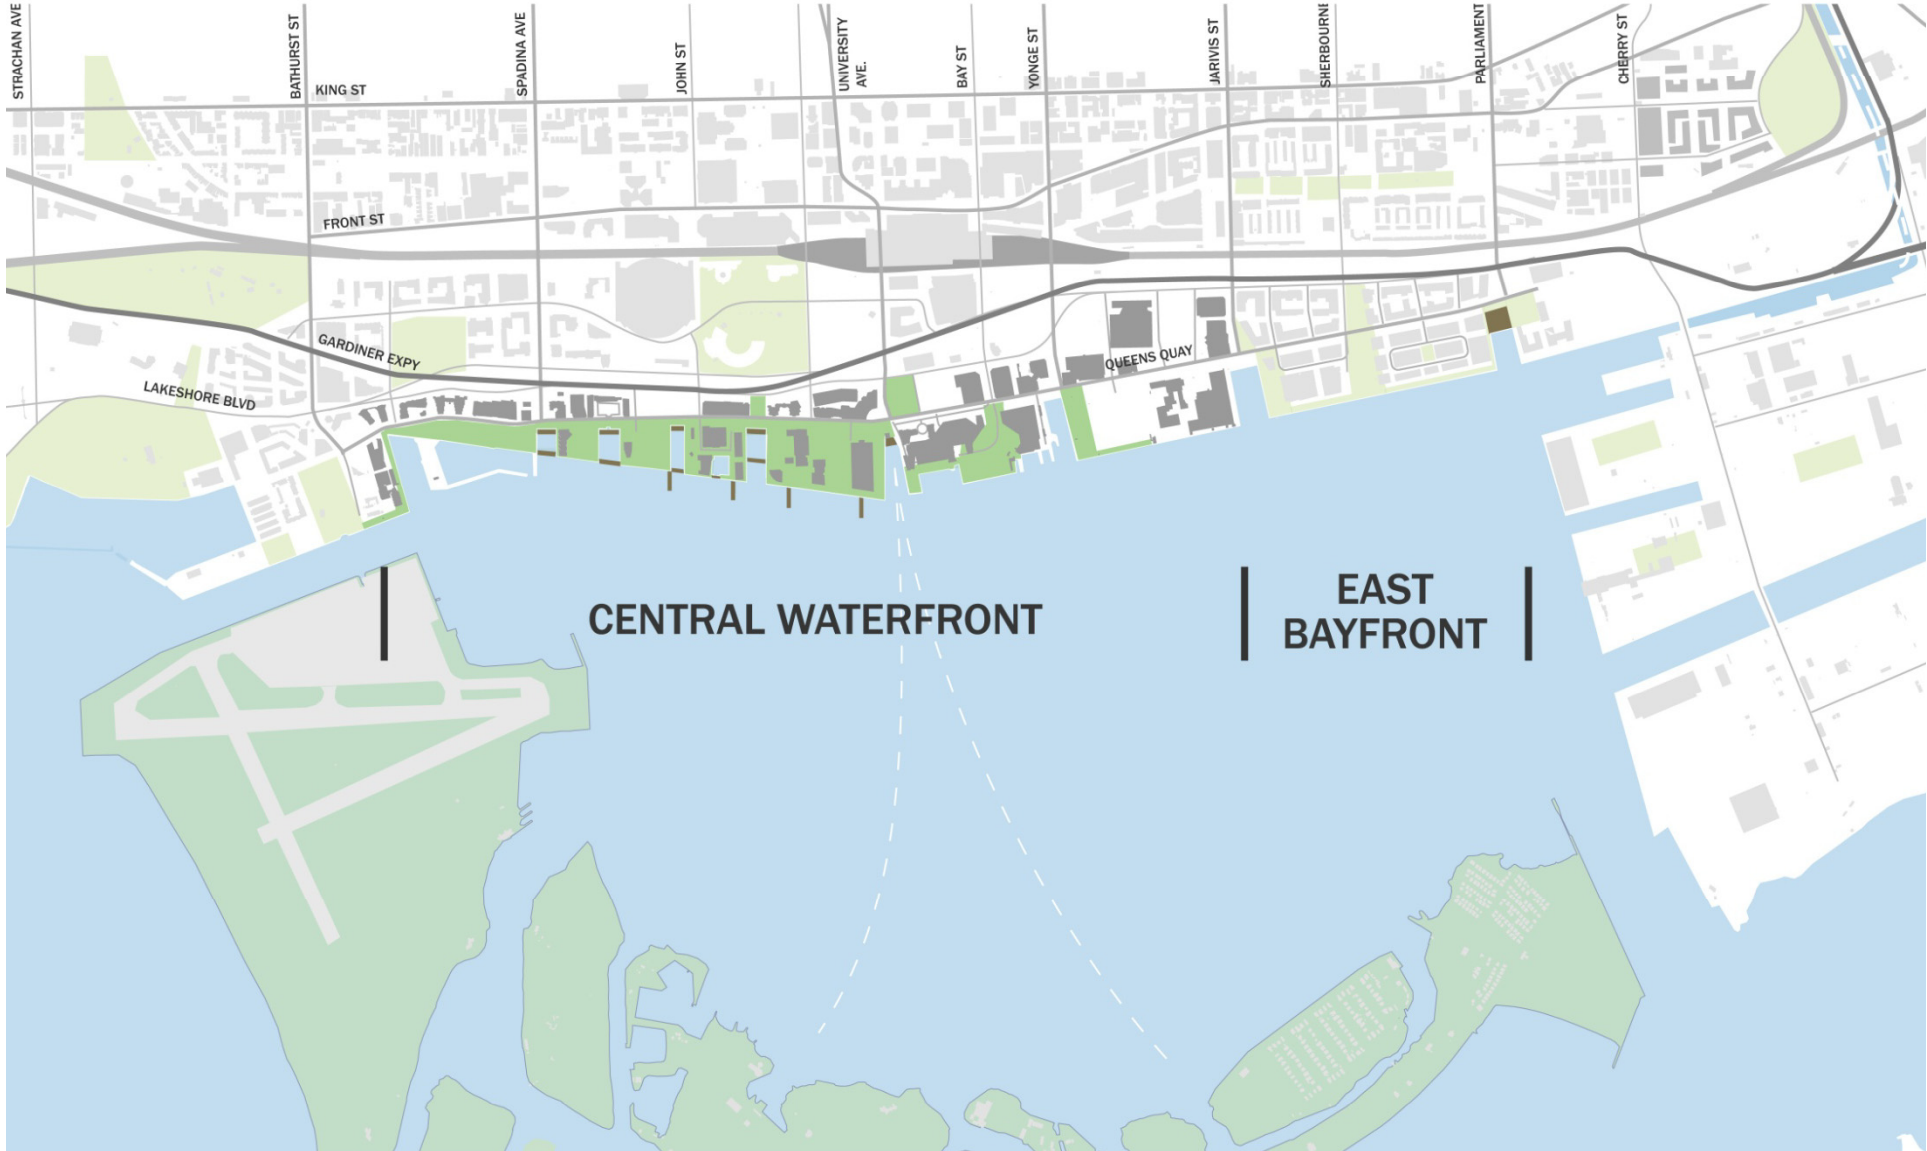 STRACHAN AVE
BATHURST ST
SPADINA AVE
JOHN ST
UNIVERSITY
AVE.
BAY ST
YONGE ST
JARIVIS ST
SHERBOURNE
PARLIAMENT
CHERRY ST
KING ST
FRONT ST
GARDINER EXPY
LAKESHORE BLVD
QUEENS QUAY
CENTRAL WATERFRONT
EAST
BAYFRONT